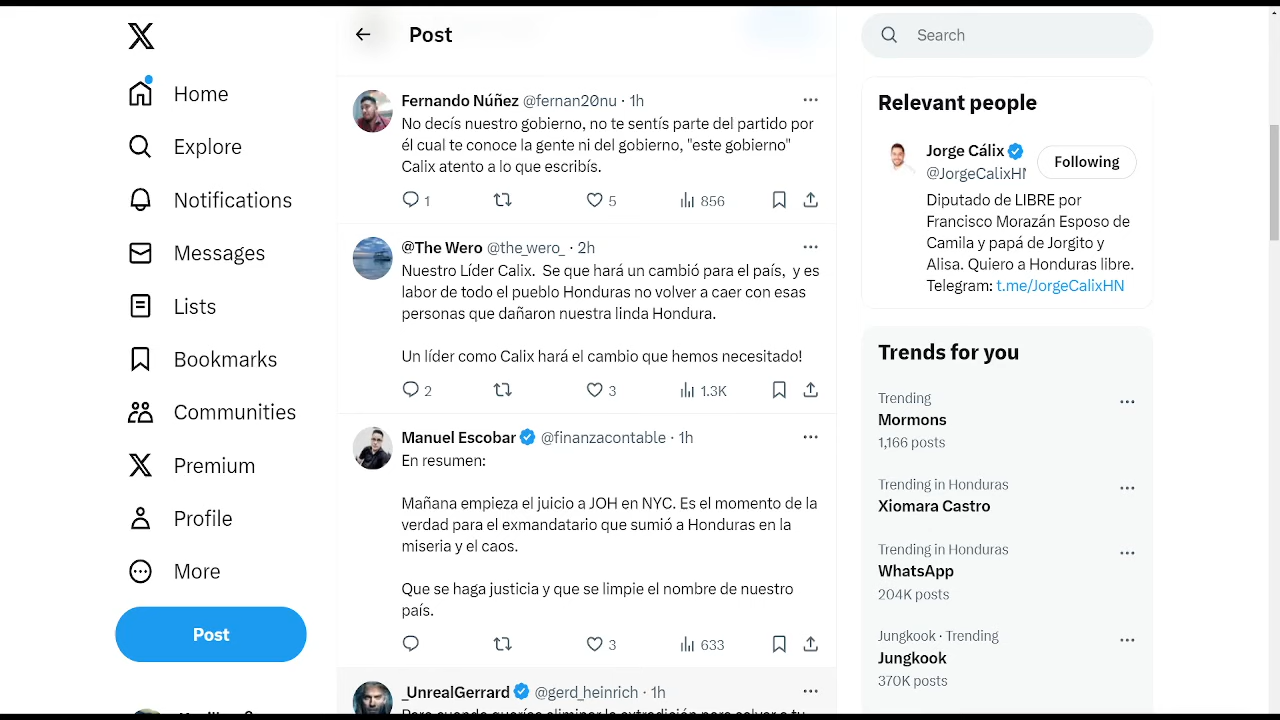 Post
Search
Home
Explore
Notifications
Messages
Lists
Bookmarks
Communities
Premium
Profile
More
Post
Fernando Núñez @fernan20nu · 1h
No decís nuestro gobierno, no te sentís parte del partido por
él cual te conoce la gente ni del gobierno, "este gobierno"
Calix atento a lo que escribís.
1
5
856
@The Wero @the_wero_ · 2h
Nuestro Líder Calix. Se que hará un cambió para el país, y es
labor de todo el pueblo Honduras no volver a caer con esas
personas que dañaron nuestra linda Hondura.
Un líder como Calix hará el cambio que hemos necesitado!
2
3
1.3K
Manuel Escobar @finanzacontable · 1h
En resumen:
Mañana empieza el juicio a JOH en NYC. Es el momento de la
verdad para el exmandatario que sumió a Honduras en la
miseria y el caos.
Que se haga justicia y que se limpie el nombre de nuestro
país.
3
633
_UnrealGerrard @gerd_heinrich · 1h
Relevant people
Jorge Cálix
@JorgeCalixHN
Following
Diputado de LIBRE por
Francisco Morazán Esposo de
Camila y papá de Jorgito y
Alisa. Quiero a Honduras libre.
Telegram: t.me/JorgeCalixHN
Trends for you
Trending
Mormons
1,166 posts
Trending in Honduras
Xiomara Castro
Trending in Honduras
WhatsApp
204K posts
Jungkook · Trending
Jungkook
370K posts